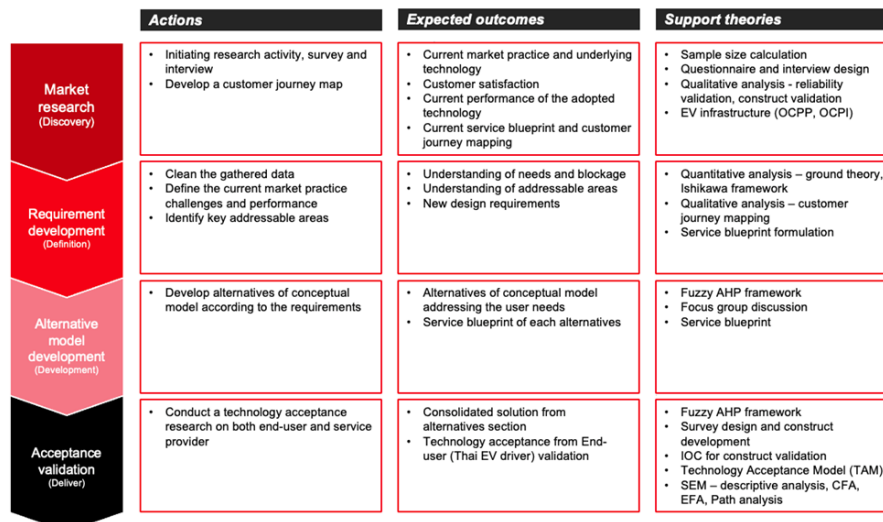 Actions
Expected outcomes
Support theories
Market
research
(Discovery)
• Initiating research activity, survey and
interview
• Develop a customer journey map
• Current market practice and underlying
technology
• Customer satisfaction
• Current performance of the adopted
technology
• Current service blueprint and customer
journey mapping
• Sample size calculation
• Questionnaire and interview design
• Qualitative analysis - reliability
validation, construct validation
• EV infrastructure (OCPP, OCPI)
Requirement
development
(Definition)
• Clean the gathered data
• Define the current market practice
challenges and performance
• Identify key addressable areas
• Understanding of needs and blockage
• Understanding of addressable areas
• New design requirements
• Quantitative analysis – ground theory,
Ishikawa framework
• Qualitative analysis – customer
journey mapping
• Service blueprint formulation
Alternative
model
development
(Development)
• Develop alternatives of conceptual
model according to the requirements
• Alternatives of conceptual model
addressing the user needs
• Service blueprint of each alternatives
• Fuzzy AHP framework
• Focus group discussion
• Service blueprint
Acceptance
validation
(Deliver)
• Conduct a technology acceptance
research on both end-user and service
provider
• Consolidated solution from
alternatives section
• Technology acceptance from End-
user (Thai EV driver) validation
• Fuzzy AHP framework
• Survey design and construct
development
• IOC for construct validation
• Technology Acceptance Model (TAM)
• SEM – descriptive analysis, CFA,
EFA, Path analysis